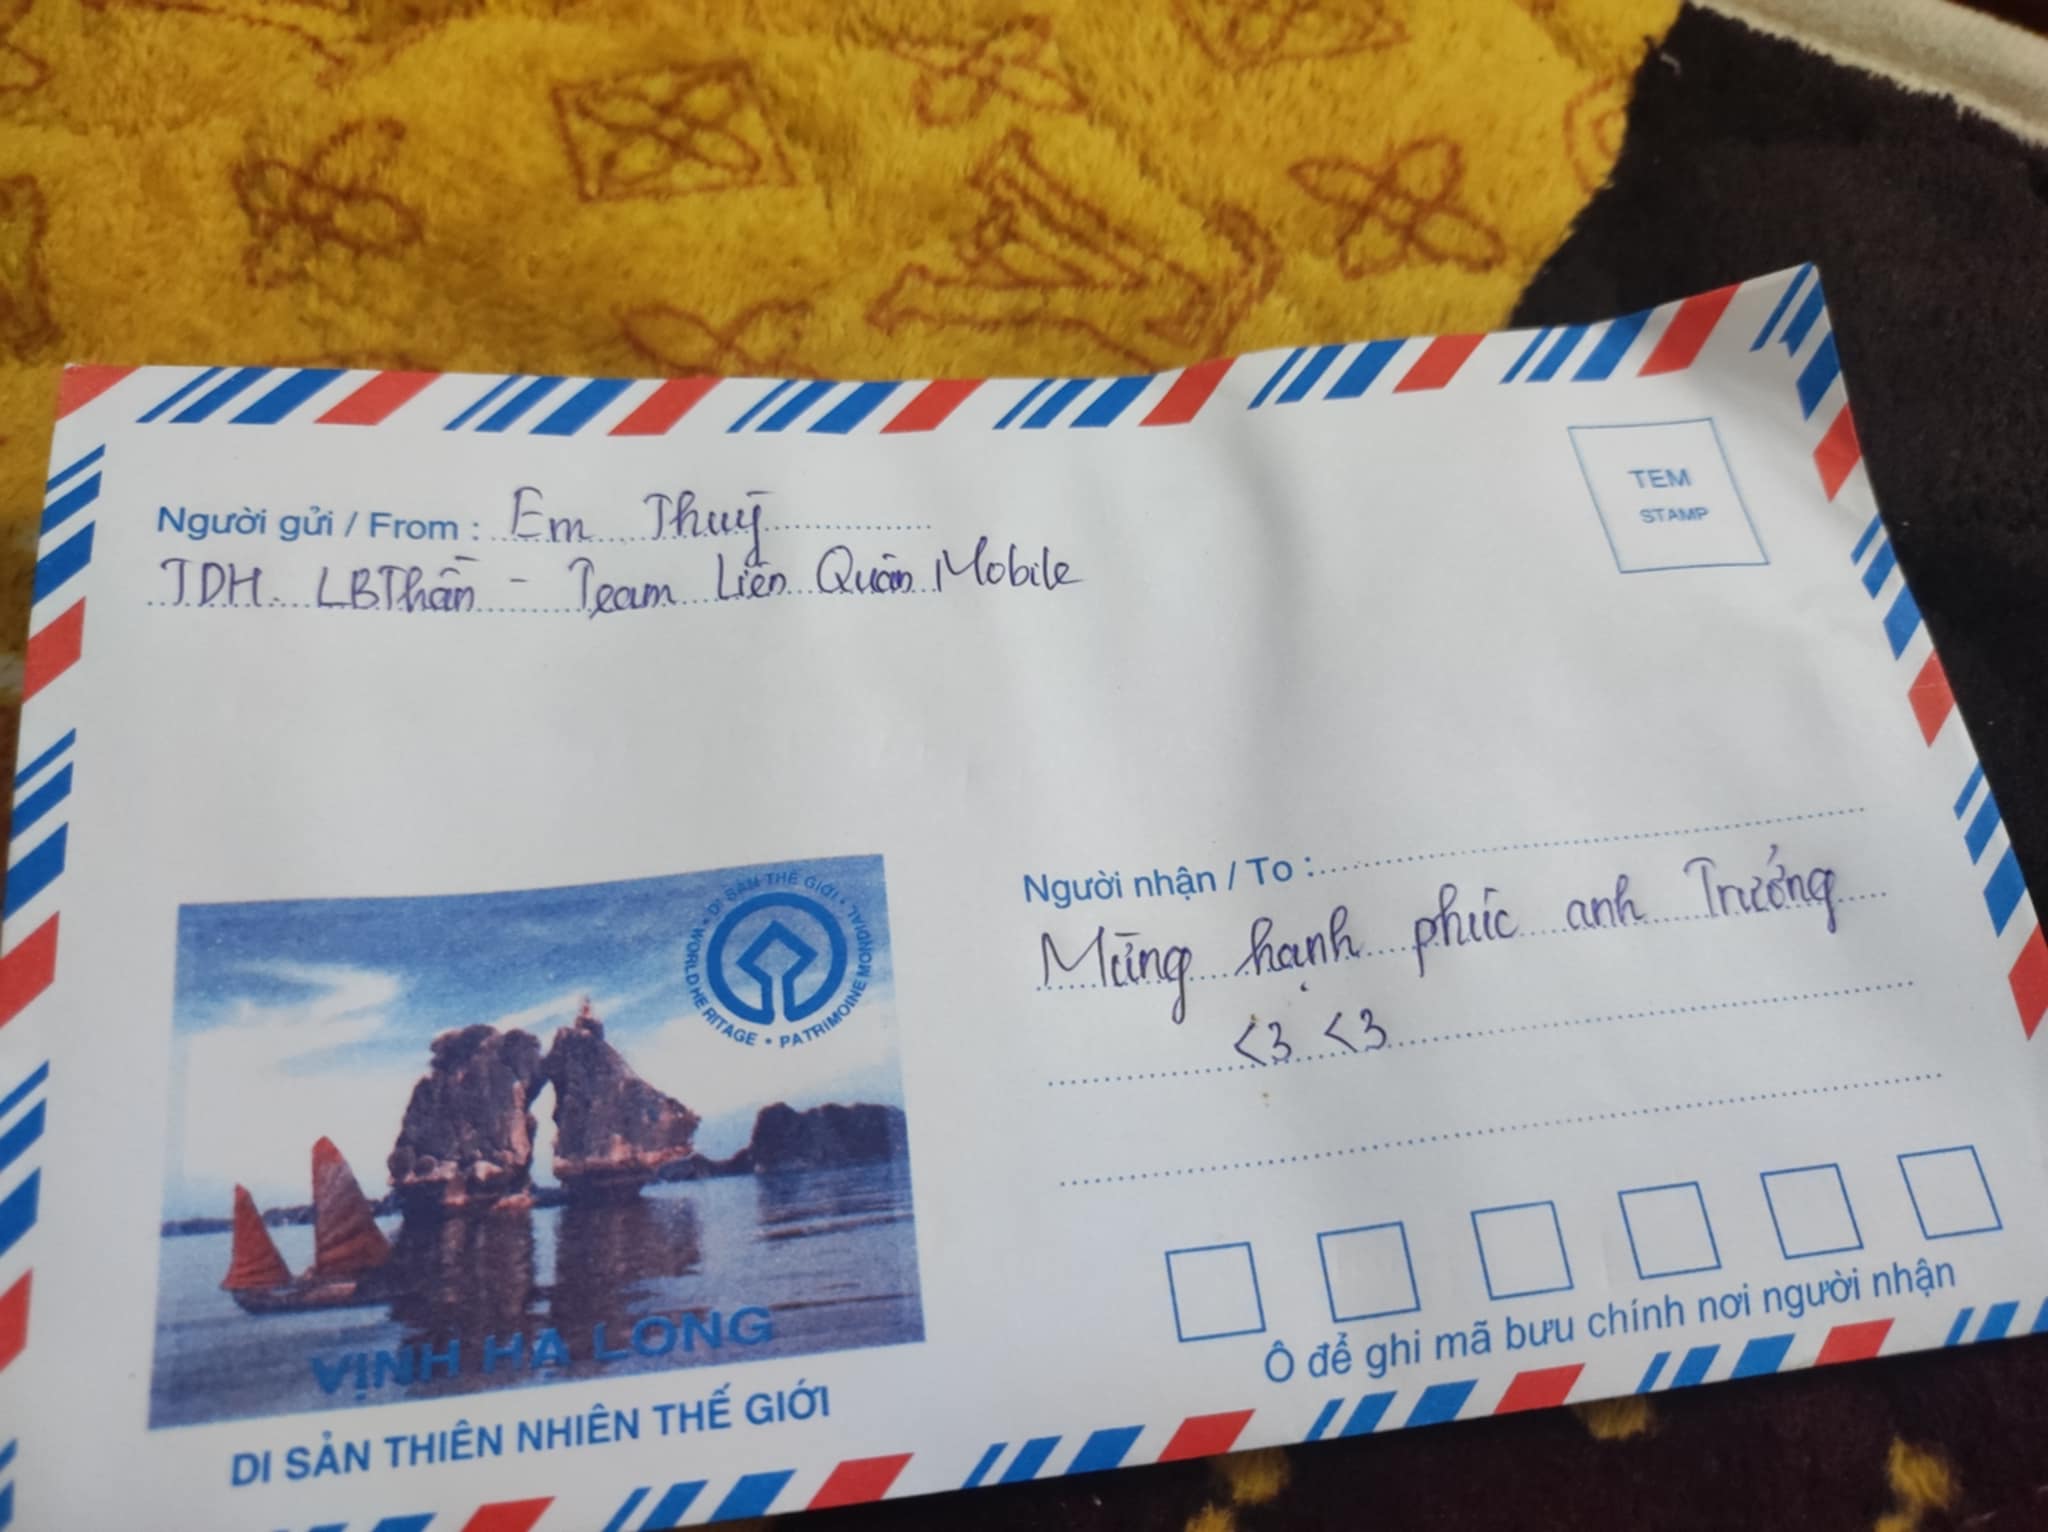 Người gửi / From : Em Thuỳ
TDH. LBThần - Team Liên Quân Mobile
TEM
STAMP
Người nhận / To :
Mừng hạnh phúc anh Trưởng
<3 <3
DI SẢN THẾ GIỚI • WORLD HERITAGE • PATRIMOINE MONDIAL
VỊNH HẠ LONG
DI SẢN THIÊN NHIÊN THẾ GIỚI
Ô để ghi mã bưu chính nơi người nhận